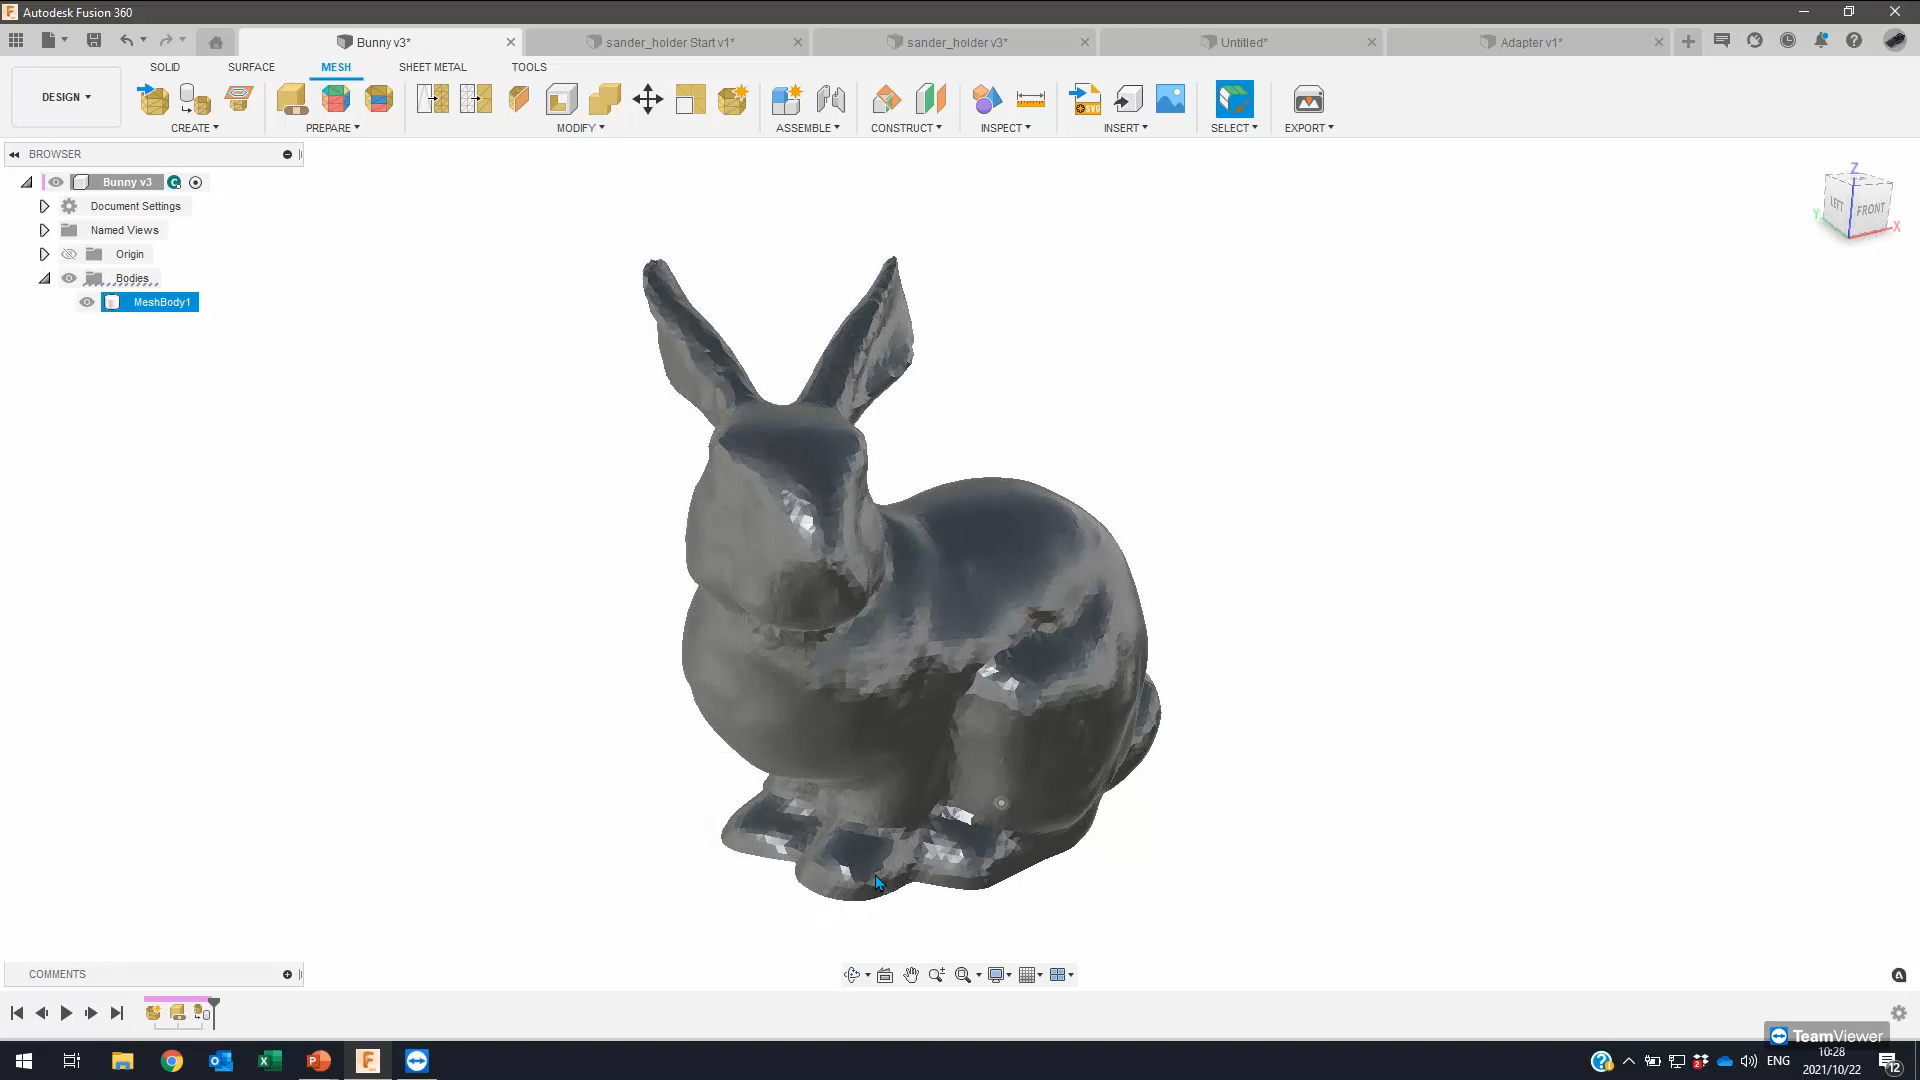 Autodesk Fusion 360
Bunny v3*
sander_holder Start v1*
sander_holder v3*
Untitled*
Adapter v1*
DESIGN
SOLID
SURFACE
MESH
SHEET METAL
TOOLS
CREATE
PREPARE
MODIFY
ASSEMBLE
CONSTRUCT
INSPECT
INSERT
SELECT
EXPORT
BROWSER
Bunny v3
Document Settings
Named Views
Origin
Bodies
MeshBody1
Z
LEFT
FRONT
Y
X
COMMENTS
TeamViewer
ENG
10:28
2021/10/22
12